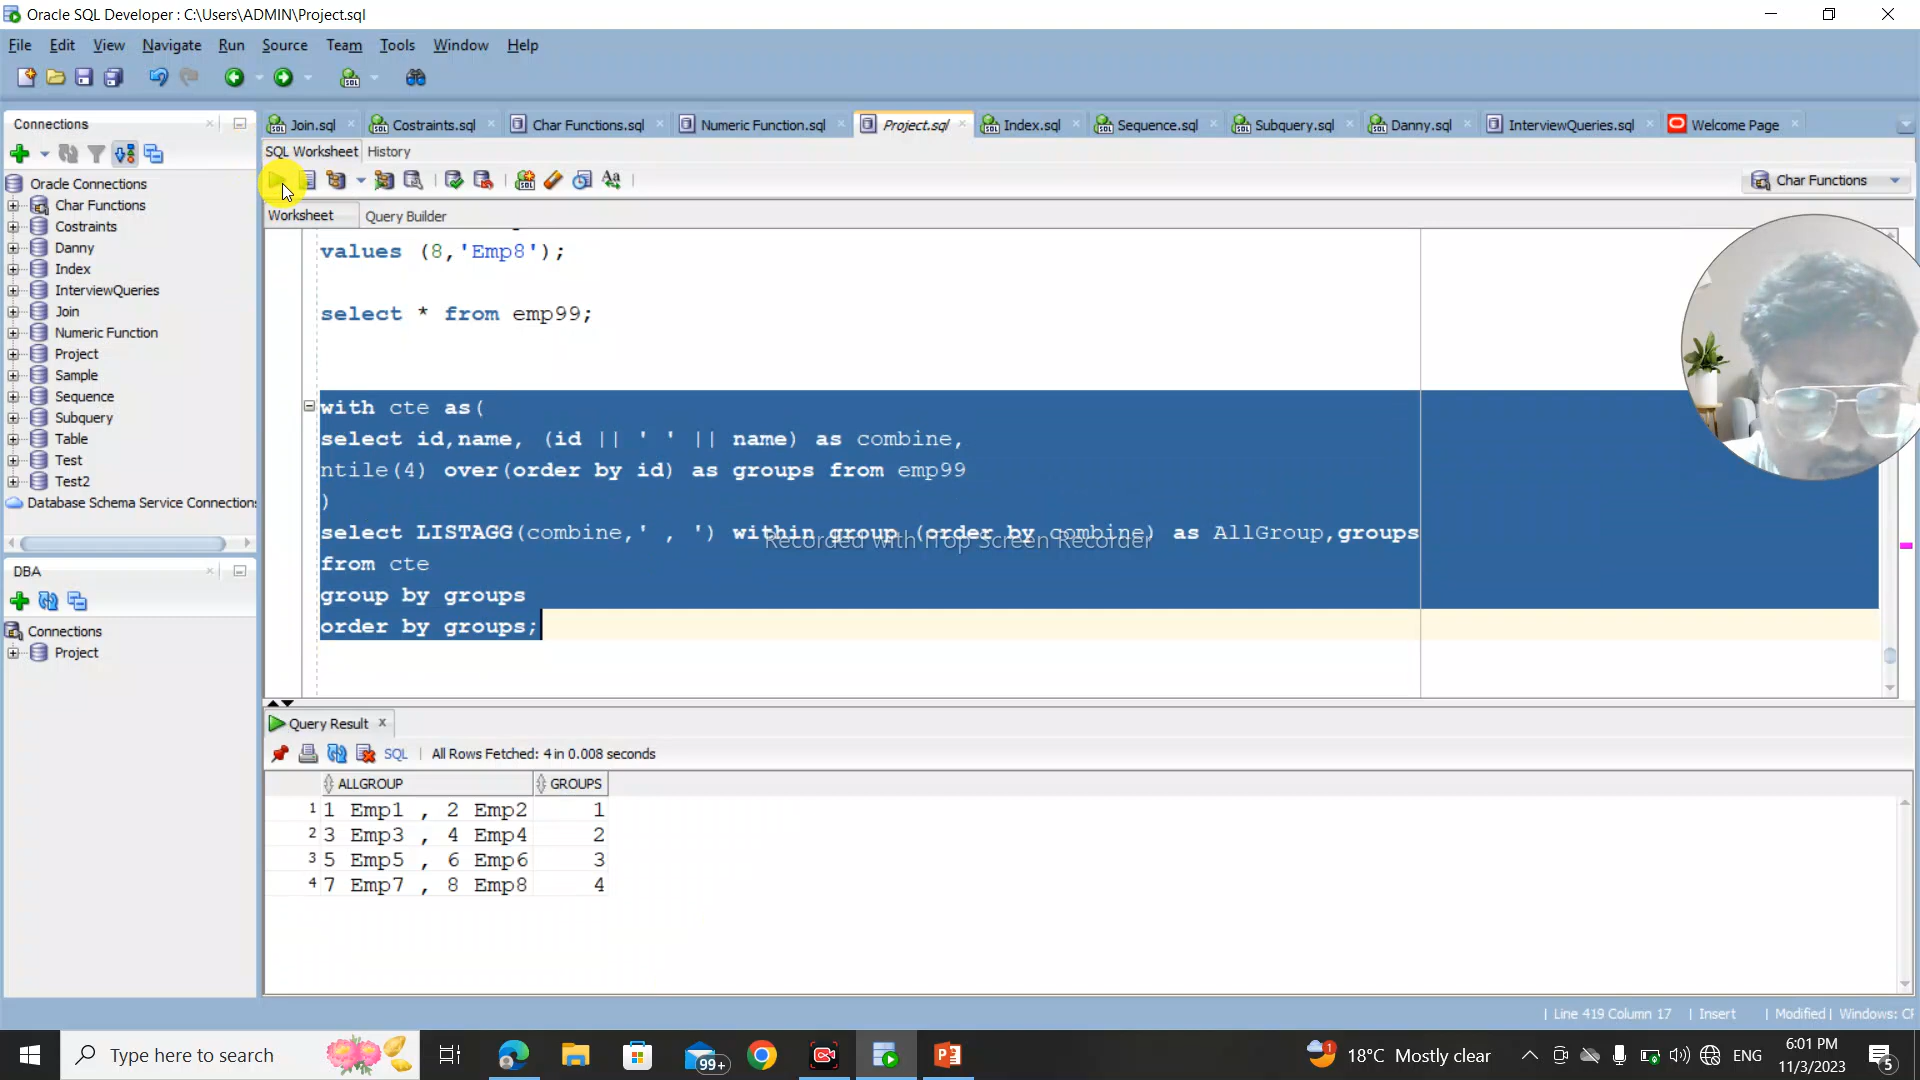 Oracle SQL Developer : C:\Users\ADMIN\Project.sql
File Edit View Navigate Run Source Team Tools Window Help
Connections
Join.sql Costraints.sql Char Functions.sql Numeric Function.sql Project.sql Index.sql Sequence.sql Subquery.sql Danny.sql InterviewQueries.sql Welcome Page
SQL Worksheet History
Char Functions
Worksheet Query Builder
Oracle Connections
Char Functions
Costraints
Danny
Index
InterviewQueries
Join
Numeric Function
Project
Sample
Sequence
Subquery
Table
Test
Test2
Database Schema Service Connections
DBA
Connections
Project
values (8,'Emp8');
select * from emp99;
with cte as(
select id,name, (id || ' ' || name) as combine,
ntile(4) over(order by id) as groups from emp99
)
select LISTAGG(combine,' , ') within group (order by combine) as AllGroup,groups
Recorded with iTop Screen Recorder
from cte
group by groups
order by groups;
Query Result
SQL | All Rows Fetched: 4 in 0.008 seconds
ALLGROUP GROUPS
1 1 Emp1 , 2 Emp2 1
2 3 Emp3 , 4 Emp4 2
3 5 Emp5 , 6 Emp6 3
4 7 Emp7 , 8 Emp8 4
| Line 419 Column 17 | Insert | Modified | Windows: CF
Type here to search
99+
1
18°C Mostly clear
ENG
6:01 PM
11/3/2023
5